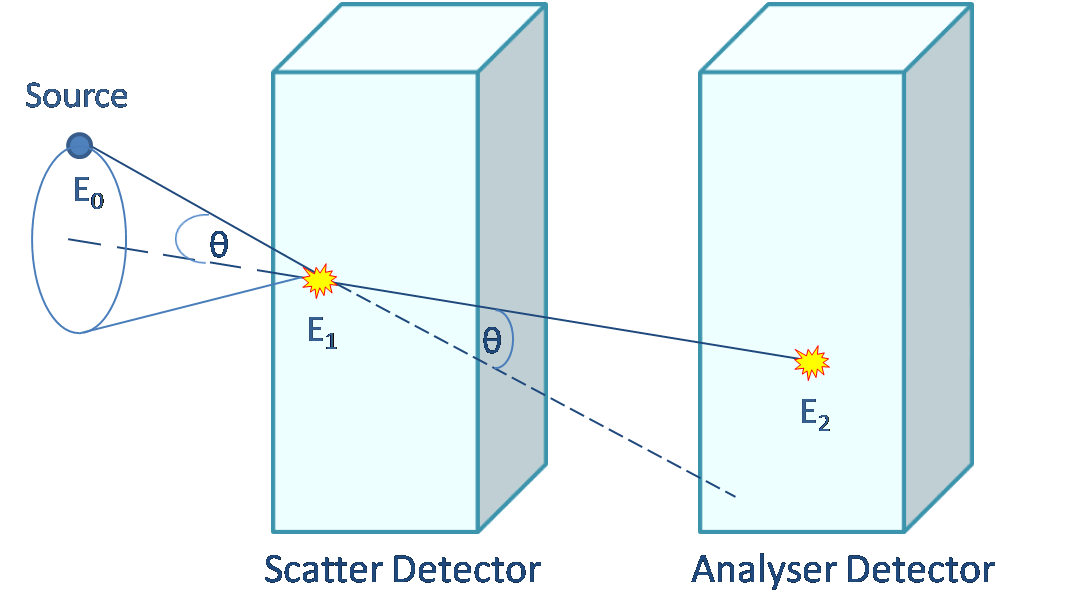 Source
E₀
θ
E₁
θ
E₂
Scatter Detector
Analyser Detector